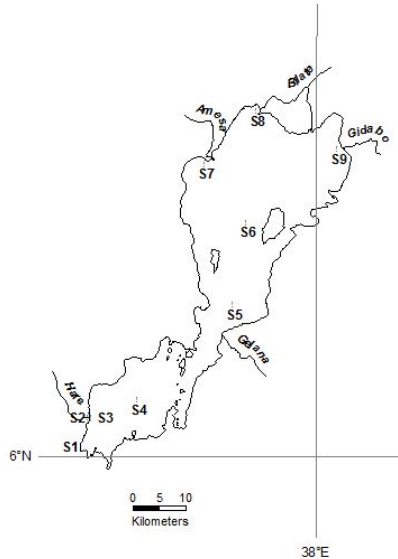 Bilate
Amesa
S8
Gidabo
S9
S7
S6
S5
Gelana
Hare
S4
S2 S3
S1
6°N
0 5 10
Kilometers
38°E